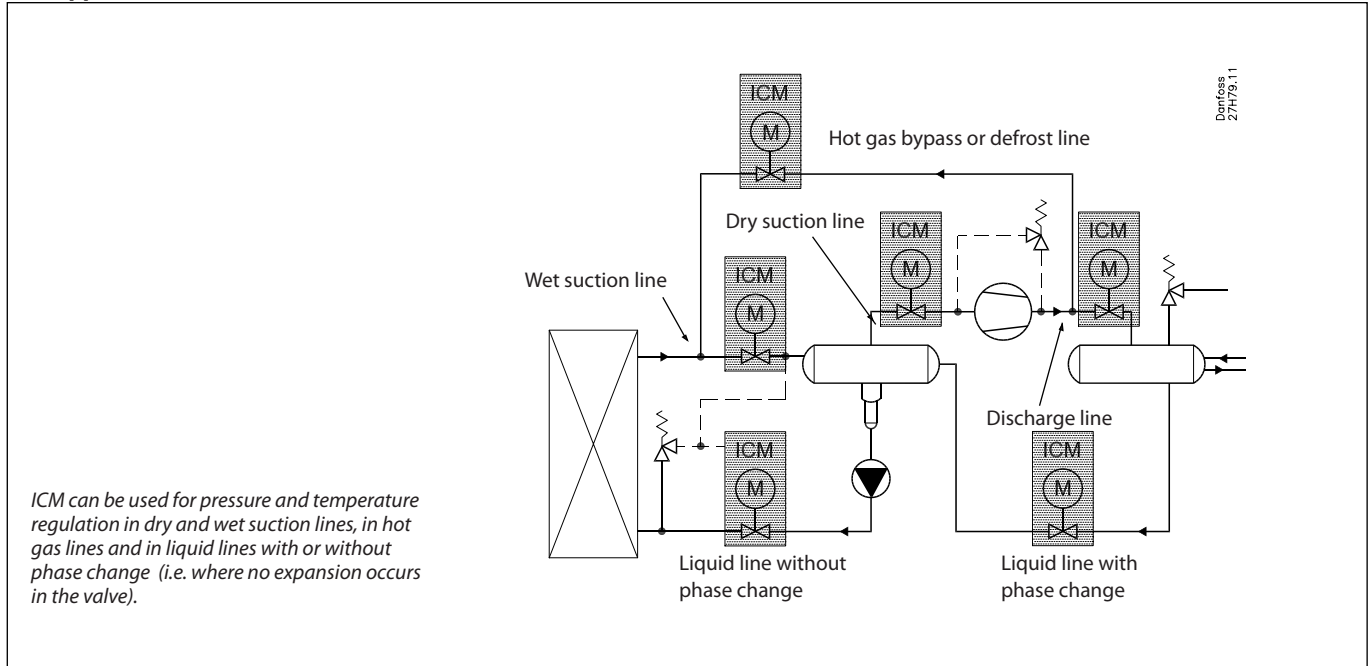 ICM
M
Danfoss
27H79.11
Hot gas bypass or defrost line
Dry suction line
ICM
M
ICM
M
Wet suction line
ICM
M
Discharge line
ICM
M
ICM
M
Liquid line without
phase change
Liquid line with
phase change
ICM can be used for pressure and temperature
regulation in dry and wet suction lines, in hot
gas lines and in liquid lines with or without
phase change  (i.e. where no expansion occurs
in the valve).